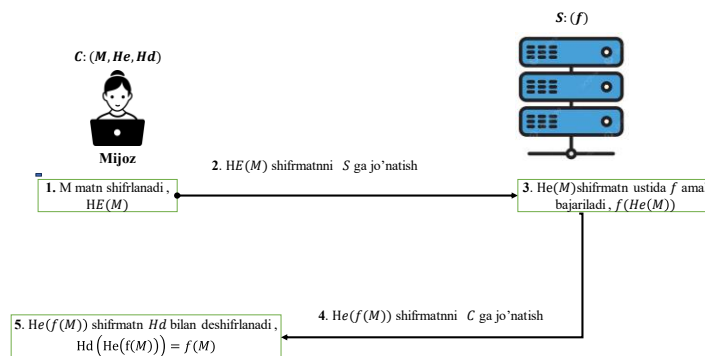 S: (f)
C: (M, He, Hd)
Mijoz
2. HE(M) shifrmatnni S ga jo’natish
1. M matn shifrlanadi ,
HE(M)
3. He(M)shifrmatn ustida f ama
bajariladi , f(He(M))
4. He(f(M)) shifrmatnni C ga jo’natish
5. He(f(M)) shifrmatn Hd bilan deshifrlanadi ,
Hd (He(f(M))) = f(M)